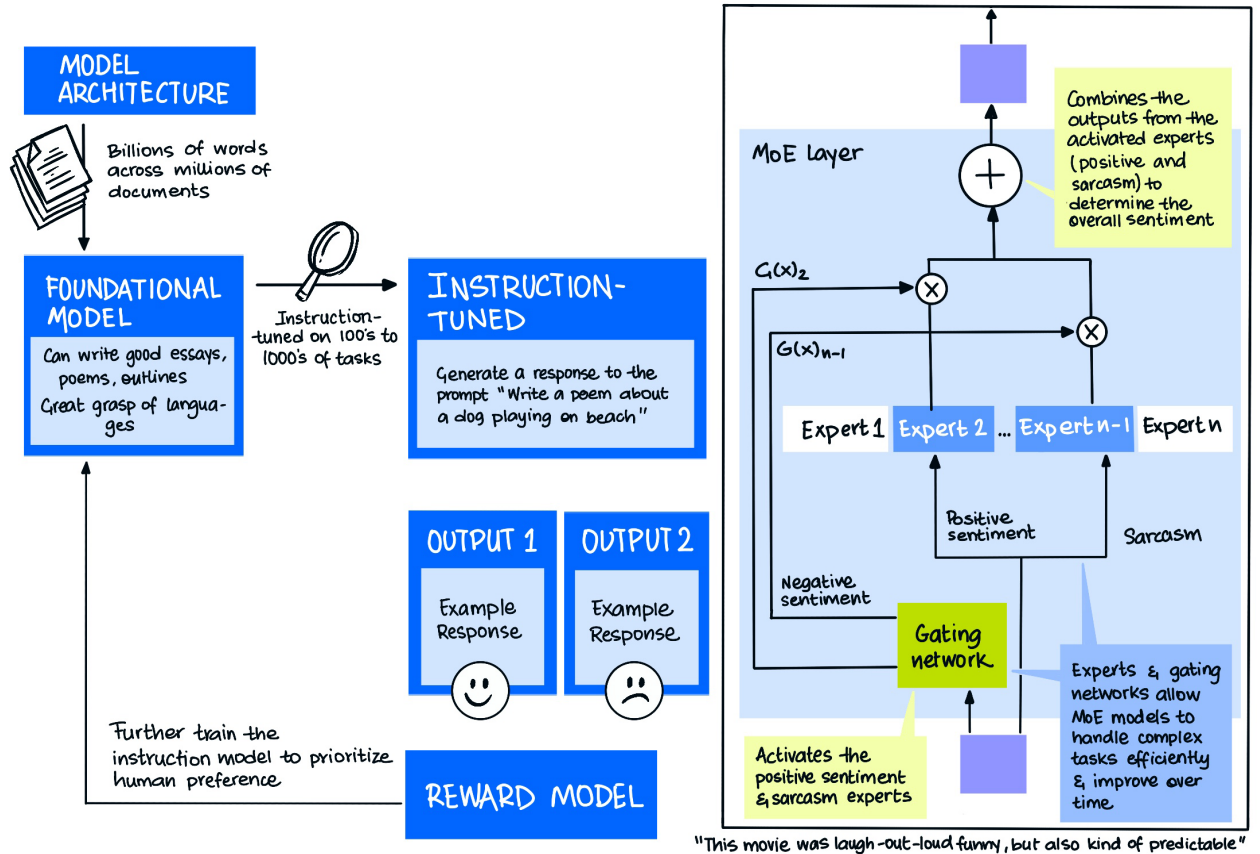 MODEL
ARCHITECTURE
Billions of words
across millions of
documents
FOUNDATIONAL
MODEL
Can write good essays,
poems, outlines
Great grasp of langua-
ges
Instruction-
tuned on 100's to
1000's of tasks
INSTRUCTION-
TUNED
Generate a response to the
prompt "Write a poem about
a dog playing on beach"
OUTPUT 1
Example
Response
OUTPUT 2
Example
Response
Further train the
instruction model to prioritize
human preference
REWARD MODEL
MoE Layer
+
Combines the
outputs from the
activated experts
(positive and
sarcasm) to
determine the
overall sentiment
G(x)2
x
G(x)n-1
x
Expert 1
Expert 2
...
Expert n-1
Expert n
Positive
sentiment
Sarcasm
Negative
sentiment
Gating
network
Experts & gating
networks allow
MoE models to
handle complex
tasks efficiently
& improve over
time
Activates the
positive sentiment
& sarcasm experts
"This movie was laugh-out-loud funny, but also kind of predictable"